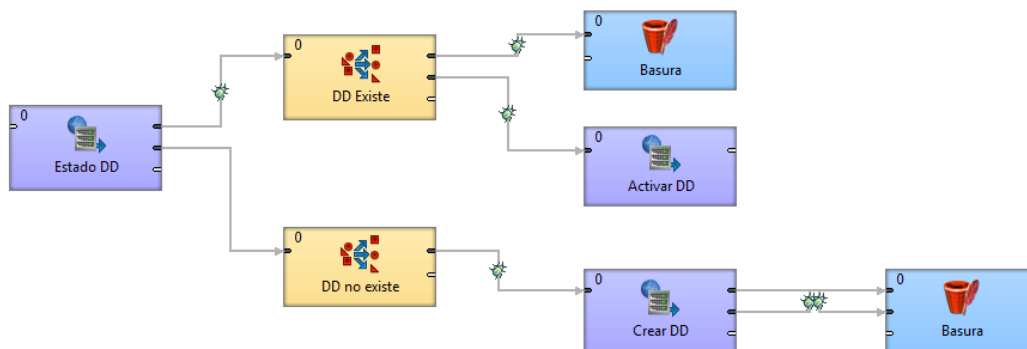 0
Basura
0
DD Existe
0
Estado DD
0
Activar DD
0
DD no existe
0
Crear DD
0
Basura